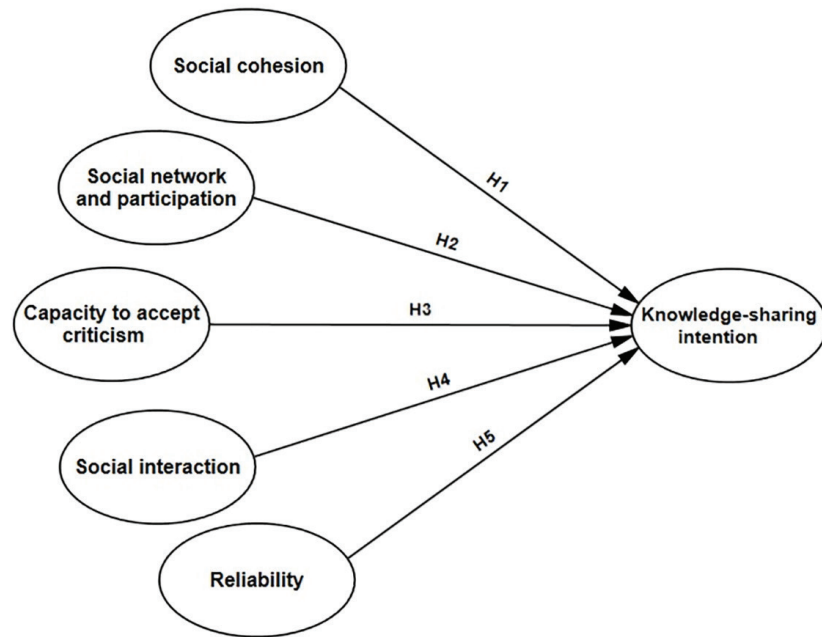 Social cohesion
H1
Social network
and participation
H2
Capacity to accept
criticism
H3
Knowledge-sharing
intention
H4
Social interaction
H5
Reliability